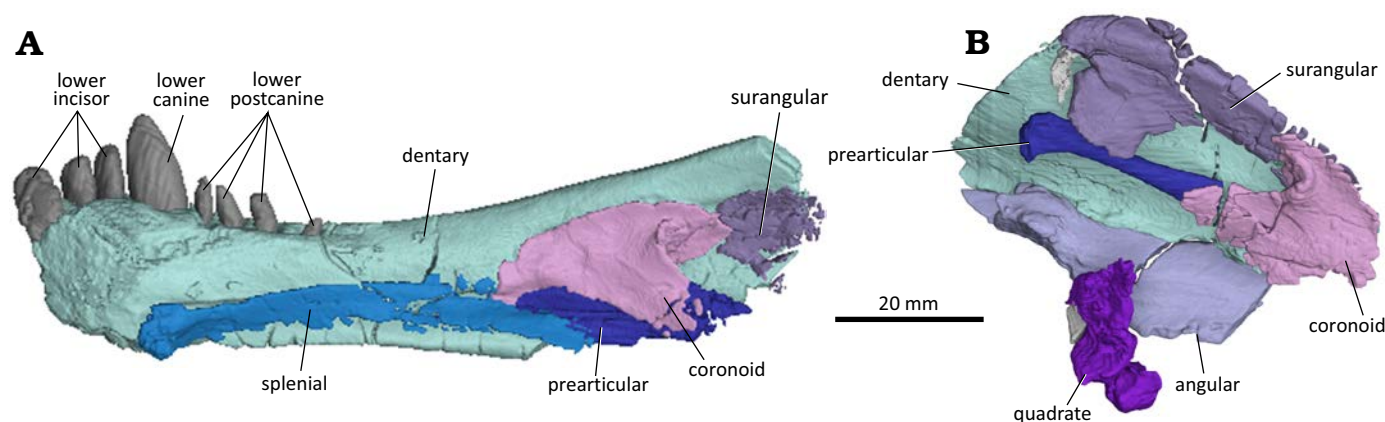 A
lower
incisor
lower
canine
lower
postcanine
dentary
surangular
splenial
prearticular
coronoid
20 mm
B
dentary
surangular
prearticular
coronoid
angular
quadrate